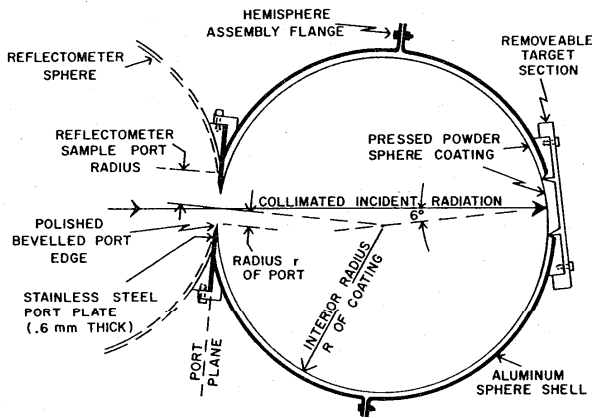 HEMISPHERE
ASSEMBLY FLANGE
REMOVEABLE
TARGET
SECTION
REFLECTOMETER
SPHERE
REFLECTOMETER
SAMPLE PORT
RADIUS
PRESSED POWDER
SPHERE COATING
COLLIMATED INCIDENT RADIATION
6°
POLISHED
BEVELLED PORT
EDGE
RADIUS r
OF PORT
STAINLESS STEEL
PORT PLATE
(.6 mm THICK)
INTERIOR RADIUS
R OF COATING
PORT
PLANE
ALUMINUM
SPHERE SHELL